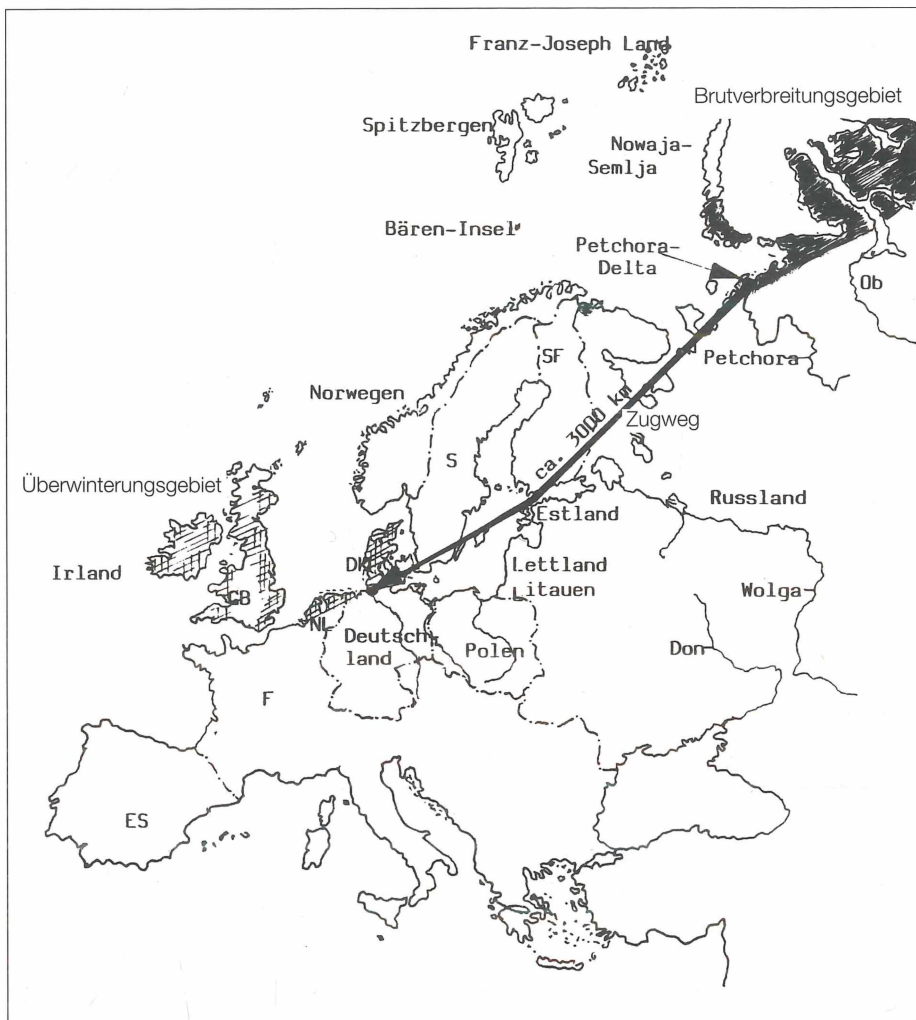 Franz-Joseph Land
Brutverbreitungsgebiet
Spitzbergen
Nowaja-
Semlja
Bären-Insel
Petchora-
Delta
Ob
SF
Petchora
Norwegen
ca. 3000 km
Zugweg
S
Überwinterungsgebiet
Russland
Estland
DK
Irland
Lettland
Litauen
Wolga
GB
NL
Deutsch-
land
Polen
Don
F
ES